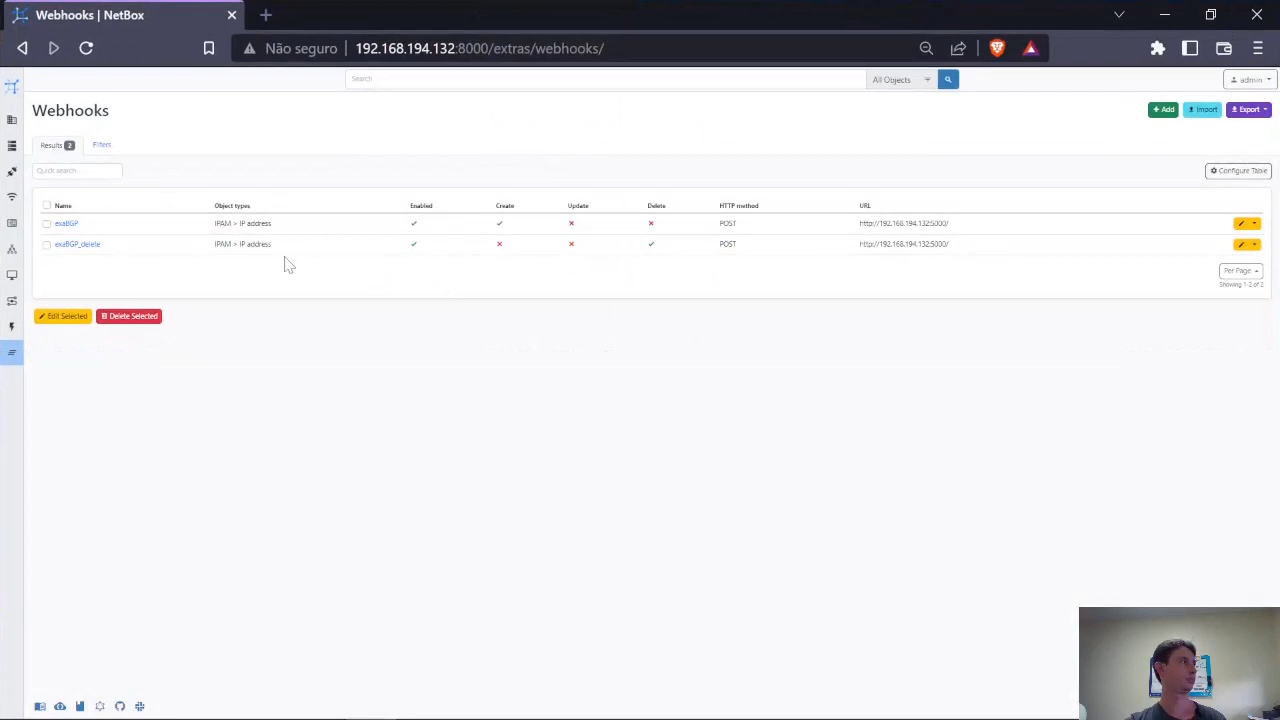 Webhooks | NetBox
Não seguro 192.168.194.132:8000/extras/webhooks/
Search
All Objects
admin
Webhooks
Add
Import
Export
Results 2
Filters
Quick search
Configure Table
Name Object types Enabled Create Update Delete HTTP method URL
exaBGP IPAM > IP address POST http://192.168.194.132:5000/
exaBGP_delete IPAM > IP address POST http://192.168.194.132:5000/
Per Page
Showing 1-2 of 2
Edit Selected
Delete Selected